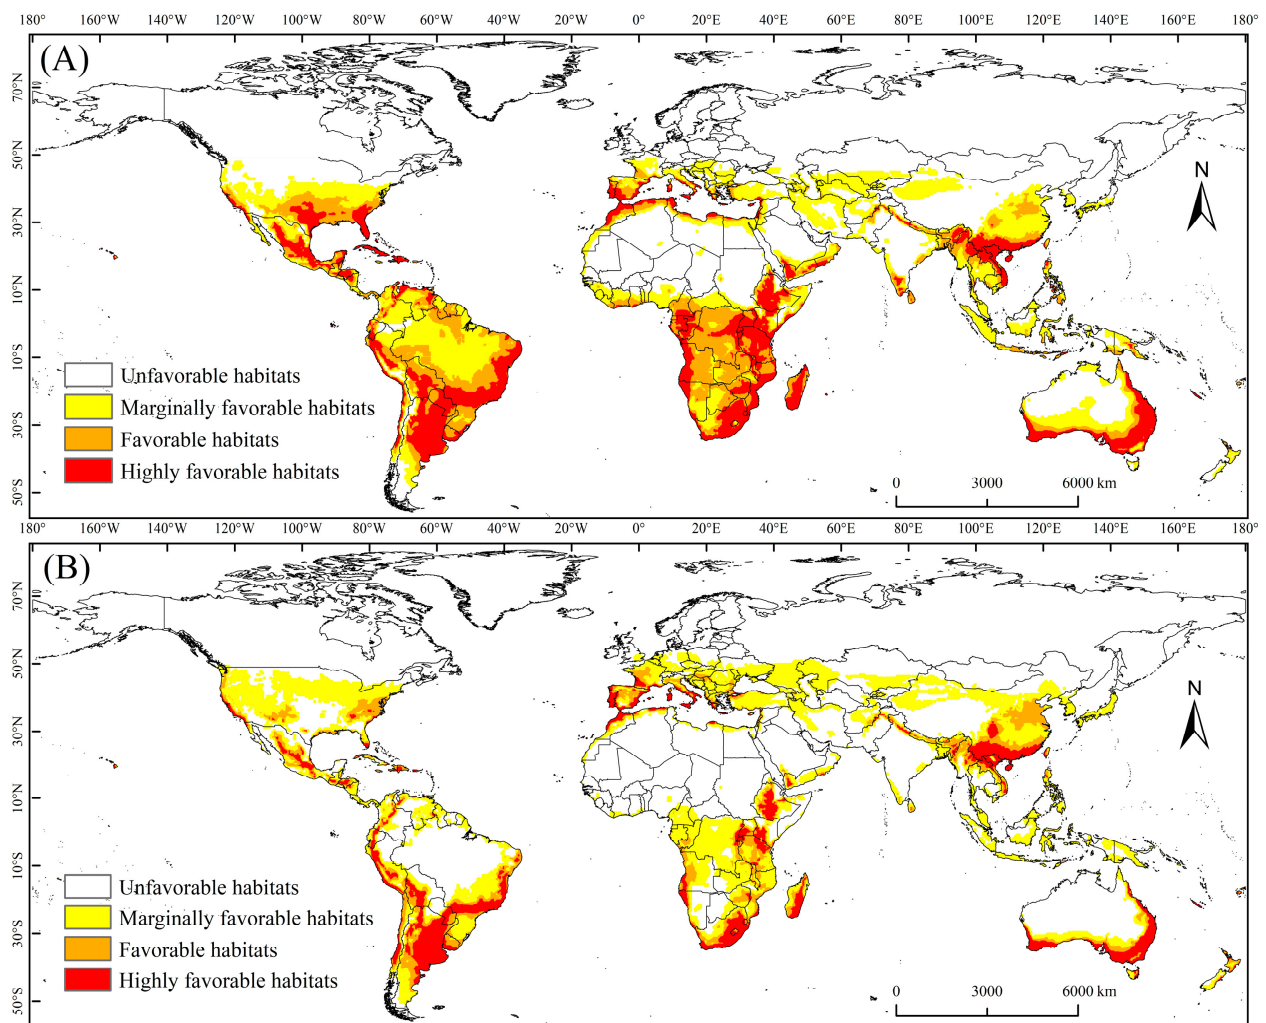 180° 160°W 140°W 120°W 100°W 80°W 60°W 40°W 20°W 0° 20°E 40°E 60°E 80°E 100°E 120°E 140°E 160°E 180°
(A)
70°N
50°N
30°N
10°N
10°S
30°S
50°S
N
Unfavorable habitats
Marginally favorable habitats
Favorable habitats
Highly favorable habitats
0 3000 6000 km
180° 160°W 140°W 120°W 100°W 80°W 60°W 40°W 20°W 0° 20°E 40°E 60°E 80°E 100°E 120°E 140°E 160°E 180°
(B)
70°N
50°N
30°N
10°N
10°S
30°S
50°S
N
Unfavorable habitats
Marginally favorable habitats
Favorable habitats
Highly favorable habitats
0 3000 6000 km